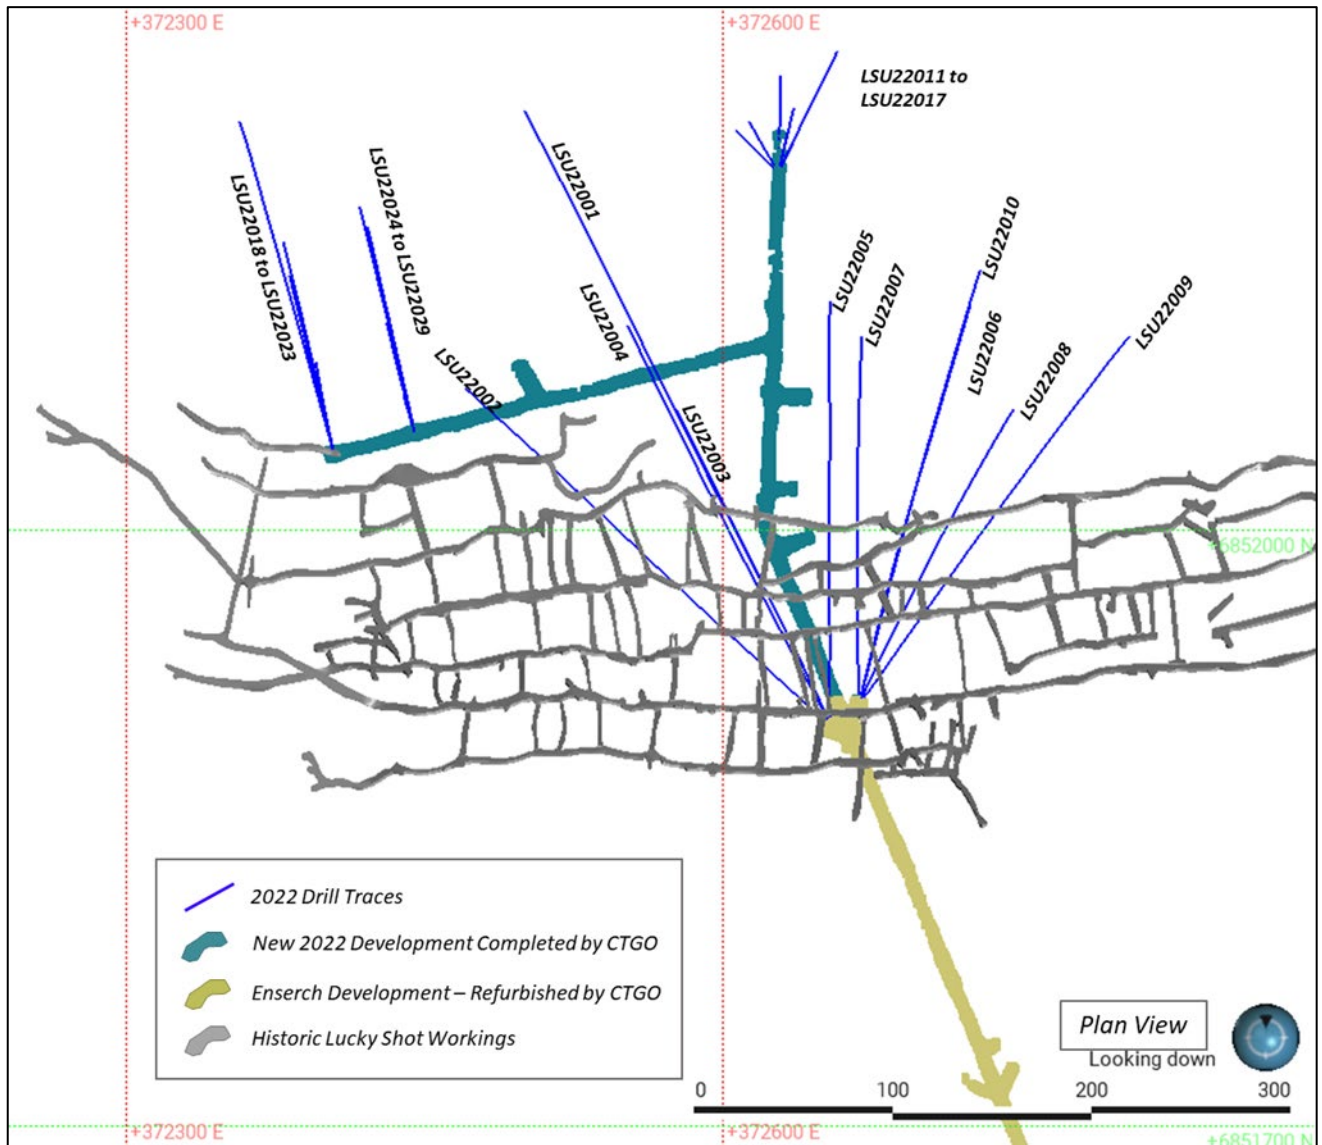 +372300 E
+372600 E
LSU22011 to
LSU22017
LSU22001
LSU22024 to LSU22029
LSU22018 to LSU22023
LSU22010
LSU22005
LSU22007
LSU22009
LSU22004
LSU22006
LSU22008
LSU22002
LSU22003
+6852000 N
2022 Drill Traces
New 2022 Development Completed by CTGO
Enserch Development – Refurbished by CTGO
Historic Lucky Shot Workings
Plan View
Looking down
0 100 200 300
+372300 E
+372600 E
+6851700 N